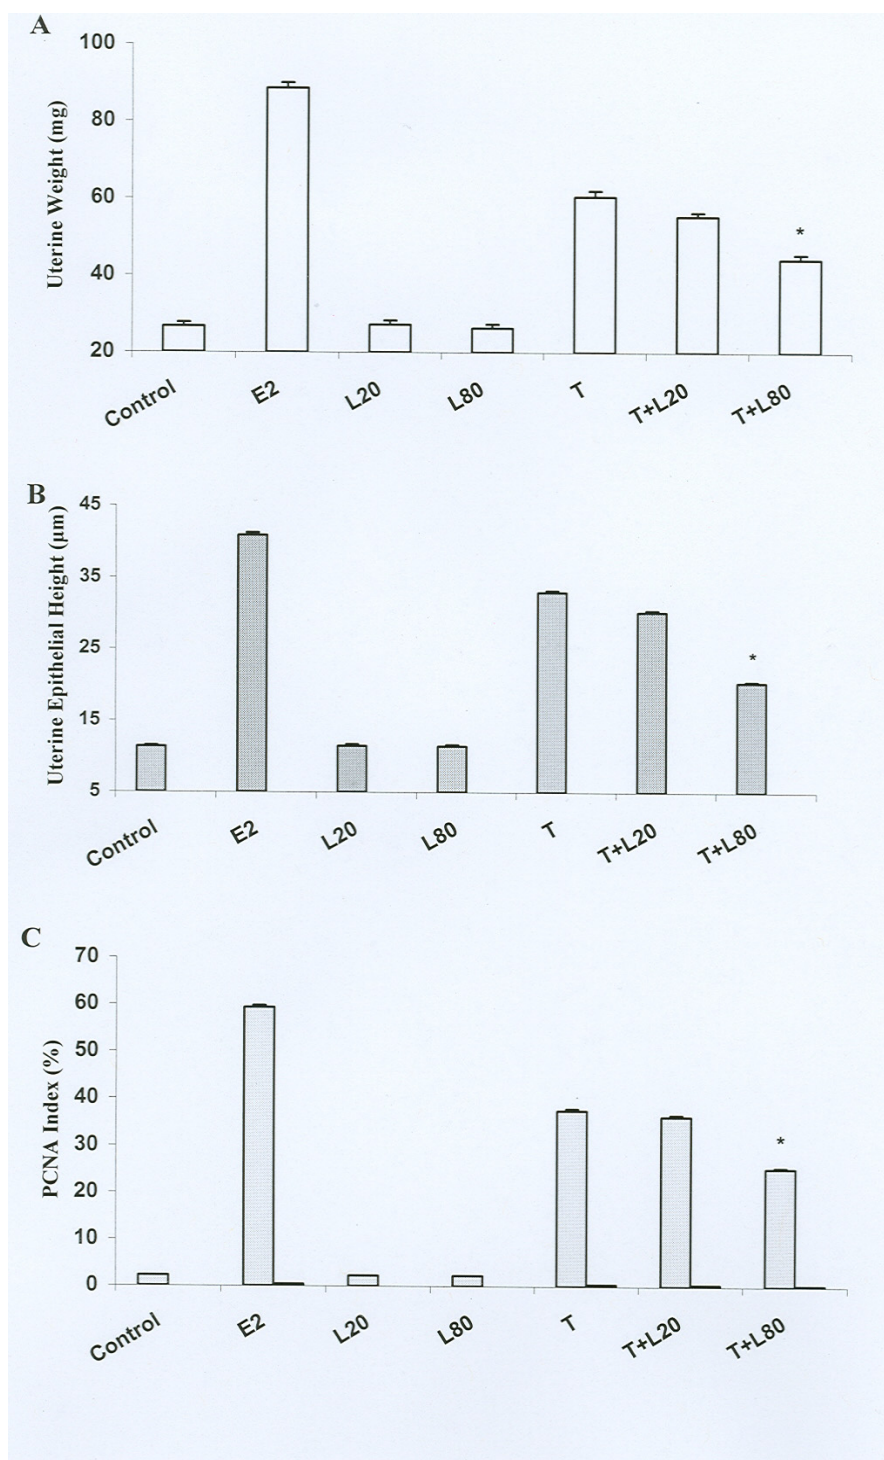 A
Uterine Weight (mg)
100
80
60
40
20
*
Control E2 L20 L80 T T+L20 T+L80
B
Uterine Epithelial Height (μm)
45
35
25
15
5
*
Control E2 L20 L80 T T+L20 T+L80
C
PCNA Index (%)
70
60
50
40
30
20
10
0
*
Control E2 L20 L80 T T+L20 T+L80